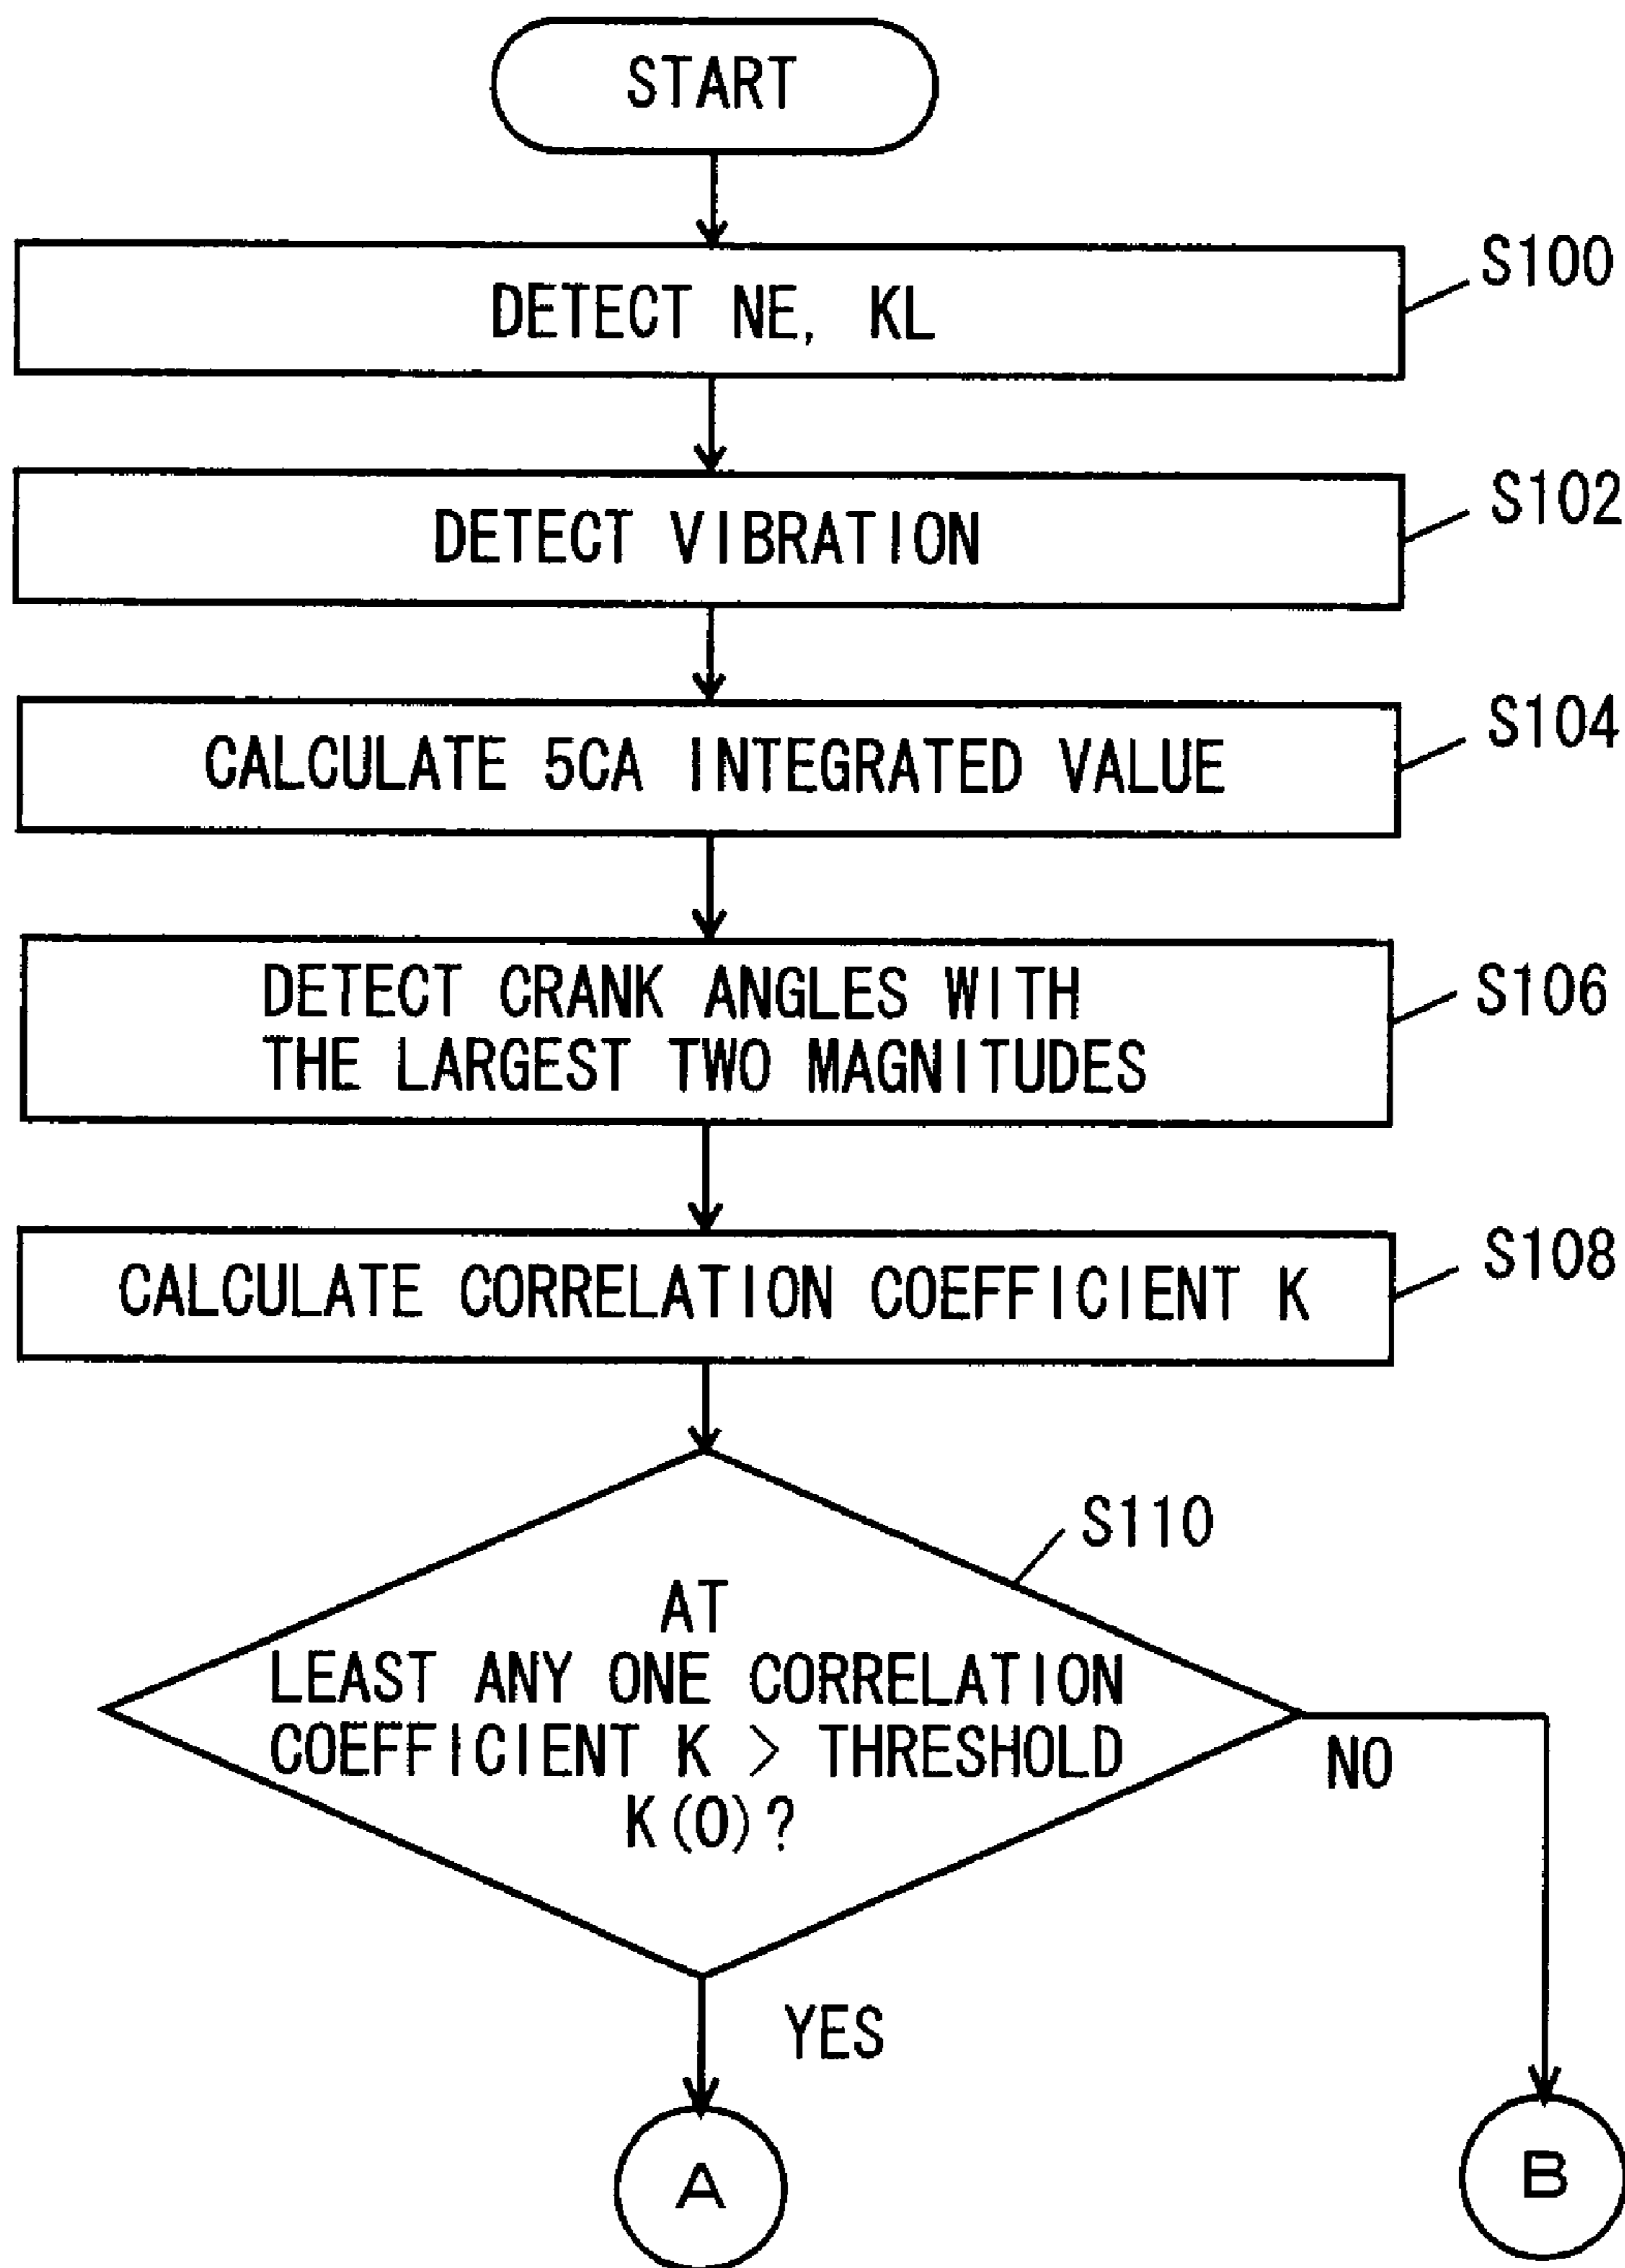 START
DETECT NE, KL
S100
DETECT VIBRATION
S102
CALCULATE 5CA INTEGRATED VALUE
S104
DETECT CRANK ANGLES WITH
THE LARGEST TWO MAGNITUDES
S106
CALCULATE CORRELATION COEFFICIENT K
S108
S110
AT
LEAST ANY ONE CORRELATION
COEFFICIENT K > THRESHOLD
K(0)?
NO
YES
A
B